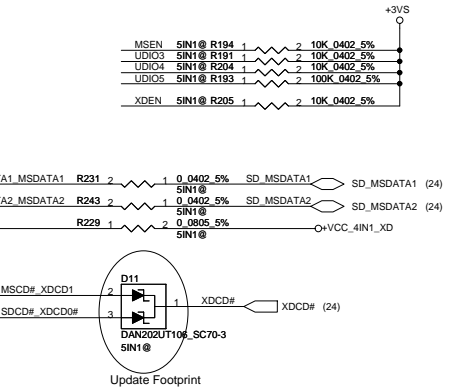 +3VS
MSEN 5IN1@ R194 1 2 10K_0402_5%
UDIO3 5IN1@ R191 1 2 10K_0402_5%
UDIO4 5IN1@ R204 1 2 10K_0402_5%
UDIO5 5IN1@ R193 1 2 100K_0402_5%
XDEN 5IN1@ R205 1 2 10K_0402_5%
TA1_MSDATA1 R231 2 1 0_0402_5% SD_MSDATA1 SD_MSDATA1 (24)
5IN1@
TA2_MSDATA2 R243 2 1 0_0402_5% SD_MSDATA2 SD_MSDATA2 (24)
5IN1@
R229 1 2 0_0805_5% +VCC_4IN1_XD
5IN1@
D11
MSCD#_XDCD1 2
1 XDCD# XDCD# (24)
SDCD#_XDCD0# 3
DAN202UT106_SC70-3
5IN1@
Update Footprint